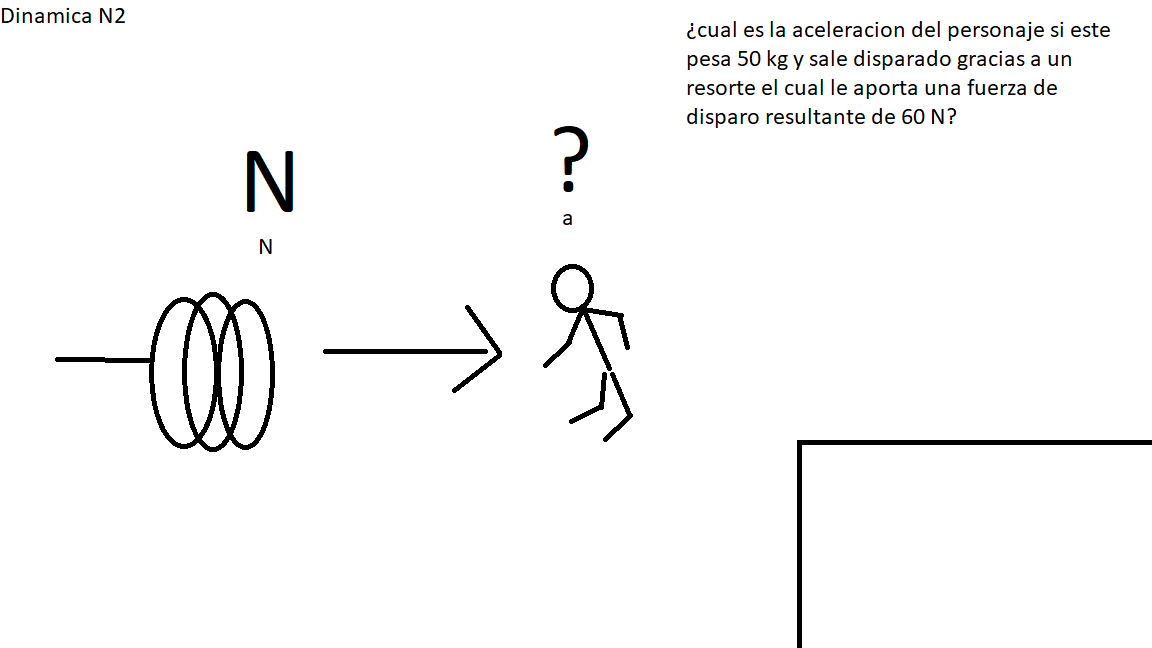 Dinamica N2
¿cual es la aceleracion del personaje si este
pesa 50 kg y sale disparado gracias a un
resorte el cual le aporta una fuerza de
disparo resultante de 60 N?
N
N
?
a